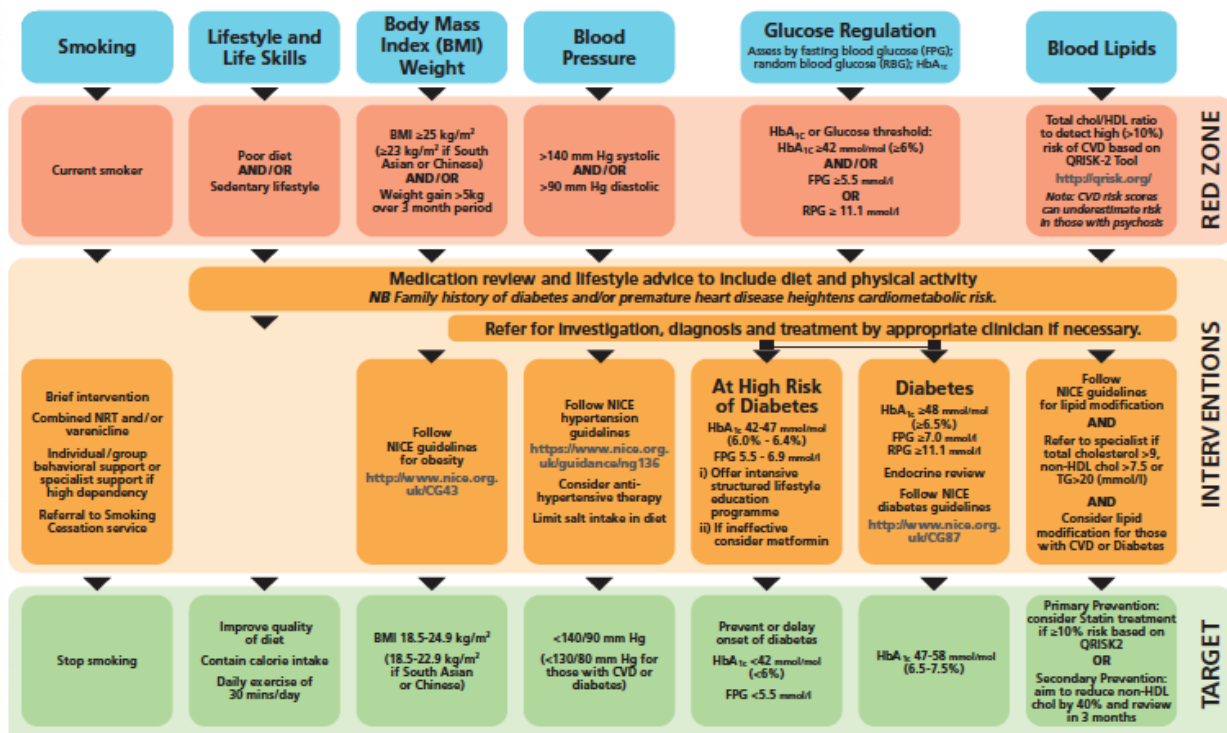 Smoking
Lifestyle and
Life Skills
Body Mass
Index (BMI)
Weight
Blood
Pressure
Glucose Regulation
Assess by fasting blood glucose (FPG);
random blood glucose (RBG); HbA1c
Blood Lipids
RED ZONE
Current smoker
Poor diet
AND/OR
Sedentary lifestyle
BMI ≥25 kg/m²
(≥23 kg/m² if South
Asian or Chinese)
AND/OR
Weight gain >5kg
over 3 month period
>140 mm Hg systolic
AND/OR
>90 mm Hg diastolic
HbA1C or Glucose threshold:
HbA1C ≥42 mmol/mol (≥6%)
AND/OR
FPG ≥5.5 mmol/l
OR
RPG ≥ 11.1 mmol/l
Total chol/HDL ratio
to detect high (>10%)
risk of CVD based on
QRISK-2 Tool
http://qrisk.org/
Note: CVD risk scores
can underestimate risk
in those with psychosis
INTERVENTIONS
Medication review and lifestyle advice to include diet and physical activity
NB Family history of diabetes and/or premature heart disease heightens cardiometabolic risk.
Refer for investigation, diagnosis and treatment by appropriate clinician if necessary.
Brief intervention
Combined NRT and/or
varenicline
Individual/group
behavioral support or
specialist support if
high dependency
Referral to Smoking
Cessation service
Follow
NICE guidelines
for obesity
http://www.nice.org.
uk/CG43
Follow NICE
hypertension
guidelines
https://www.nice.org.
uk/guidance/ng136
Consider anti-
hypertensive therapy
Limit salt intake in diet
At High Risk
of Diabetes
HbA1c 42-47 mmol/mol
(6.0% - 6.4%)
FPG 5.5 - 6.9 mmol/l
i) Offer intensive
structured lifestyle
education
programme
ii) If ineffective
consider metformin
Diabetes
HbA1c ≥48 mmol/mol
(≥6.5%)
FPG ≥7.0 mmol/l
RPG ≥11.1 mmol/l
Endocrine review
Follow NICE
diabetes guidelines
http://www.nice.org.
uk/CG87
Follow
NICE guidelines
for lipid modification
AND
Refer to specialist if
total cholesterol >9,
non-HDL chol >7.5 or
TG>20 (mmol/l)
AND
Consider lipid
modification for those
with CVD or Diabetes
TARGET
Stop smoking
Improve quality
of diet
Contain calorie intake
Daily exercise of
30 mins/day
BMI 18.5-24.9 kg/m²
(18.5-22.9 kg/m²
if South Asian
or Chinese)
<140/90 mm Hg
(<130/80 mm Hg for
those with CVD or
diabetes)
Prevent or delay
onset of diabetes
HbA1c <42 mmol/mol
(<6%)
FPG <5.5 mmol/l
HbA1c 47-58 mmol/mol
(6.5-7.5%)
Primary Prevention:
consider Statin treatment
if ≥10% risk based on
QRISK2
OR
Secondary Prevention:
aim to reduce non-HDL
chol by 40% and review
in 3 months